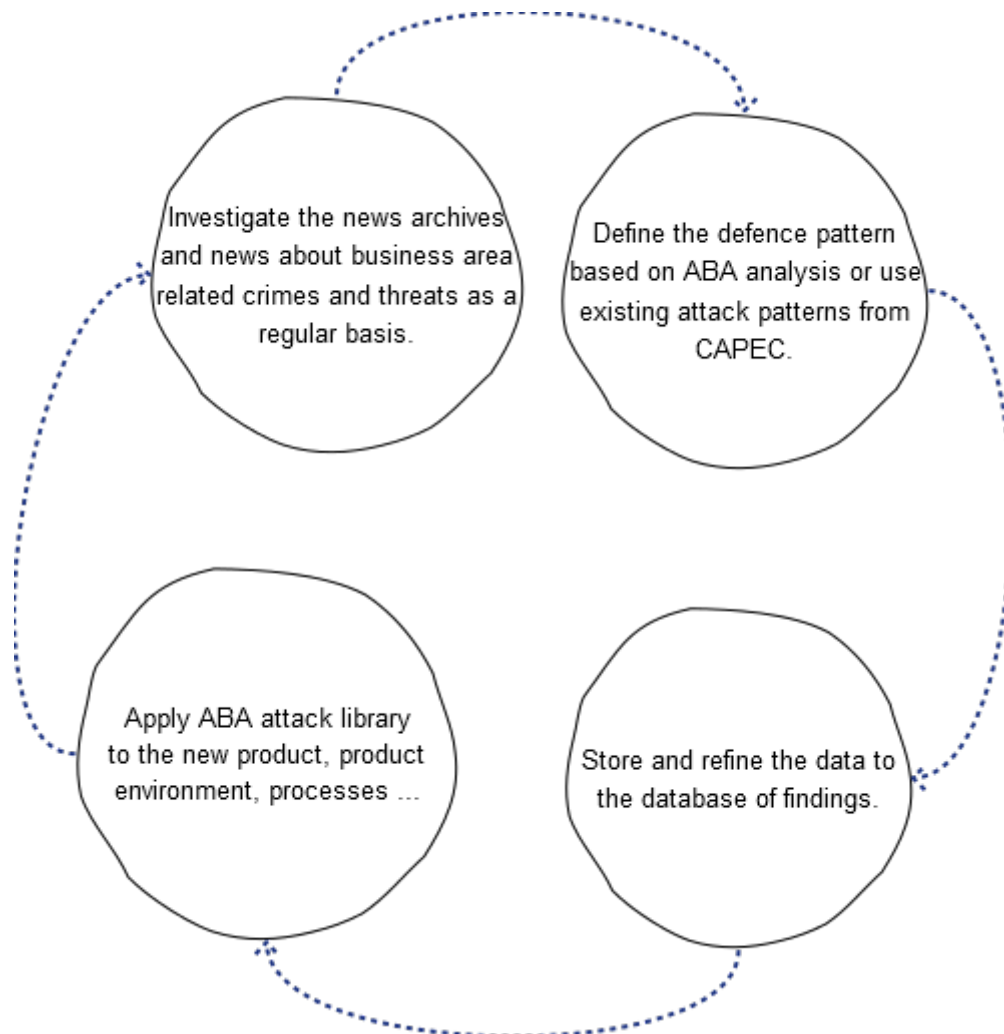 Investigate the news archives
and news about business area
related crimes and threats as a
regular basis.
Define the defence pattern
based on ABA analysis or use
existing attack patterns from
CAPEC.
Store and refine the data to
the database of findings.
Apply ABA attack library
to the new product, product
environment, processes ...